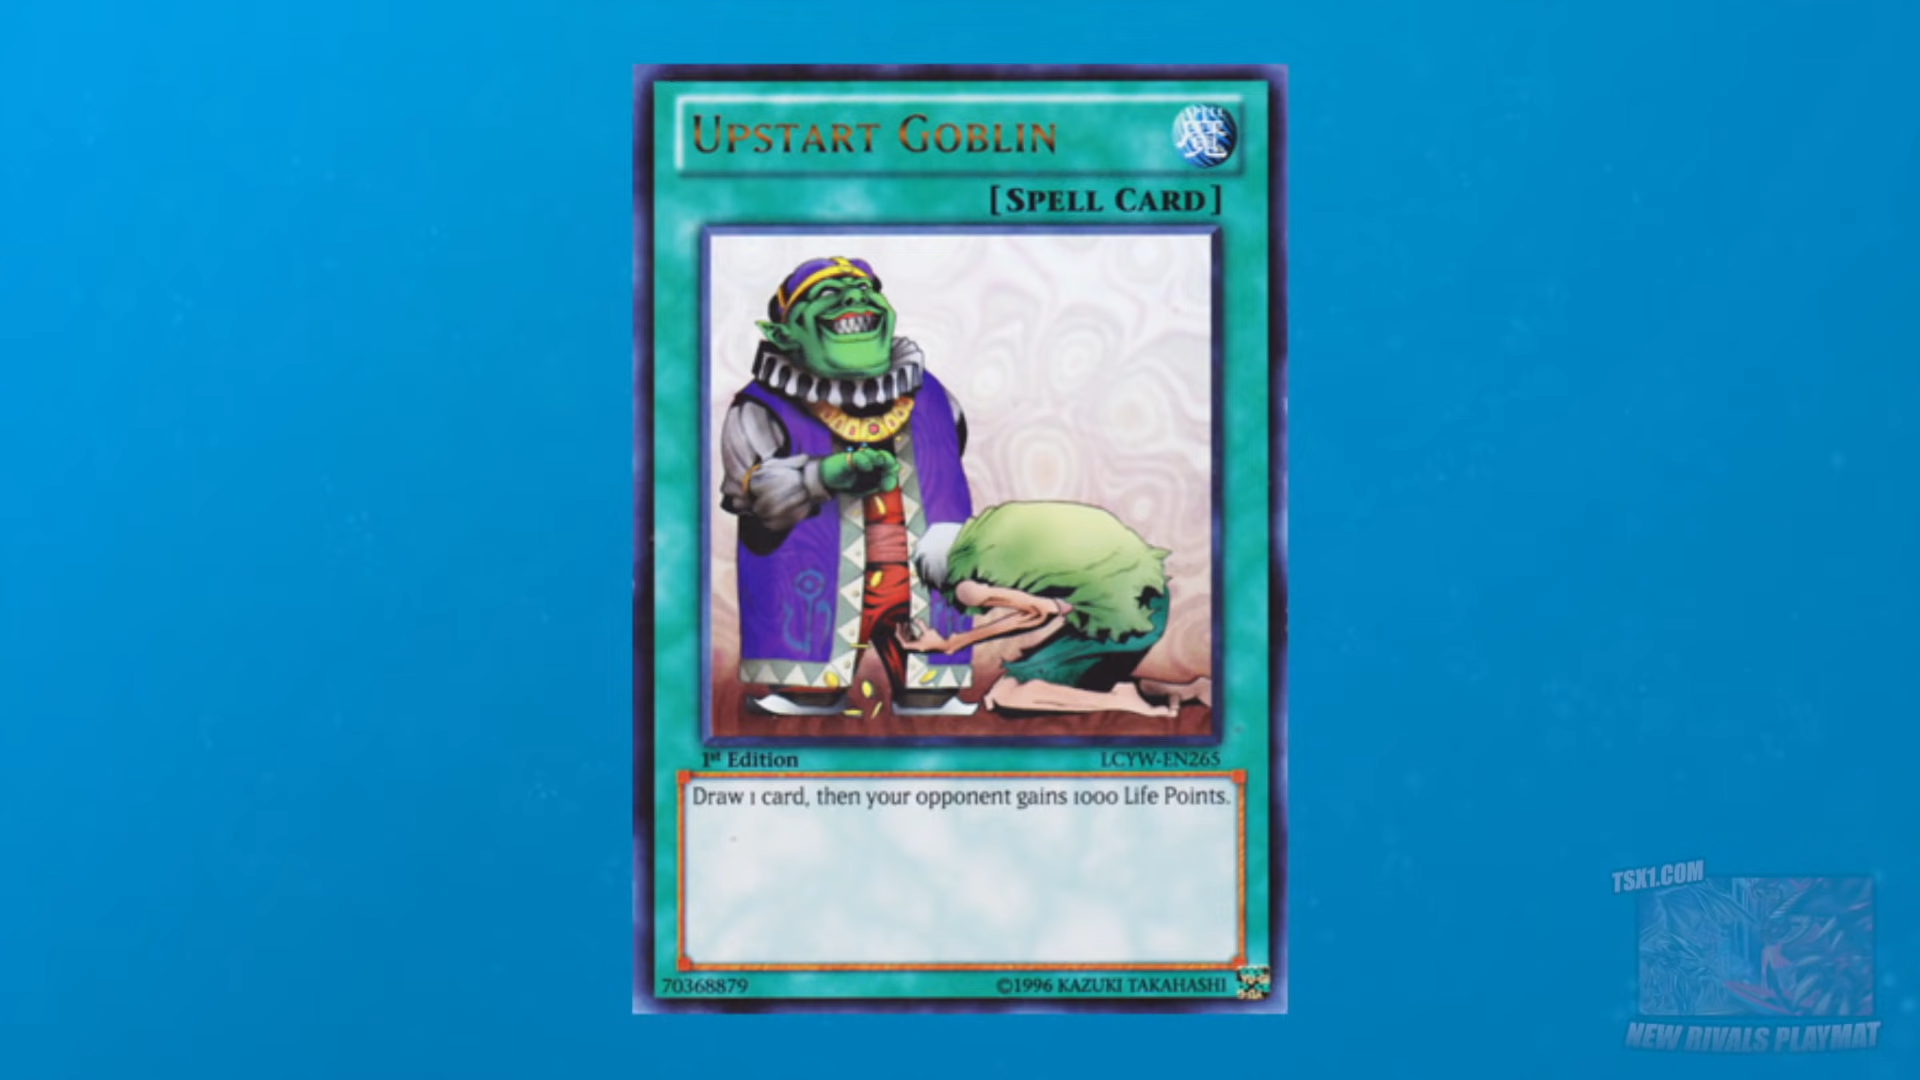 UPSTART GOBLIN
魔
[SPELL CARD]
1st Edition
LCYW-EN265
Draw 1 card, then your opponent gains 1000 Life Points.
70368879
©1996 KAZUKI TAKAHASHI
TSX1.COM
NEW RIVALS PLAYMAT